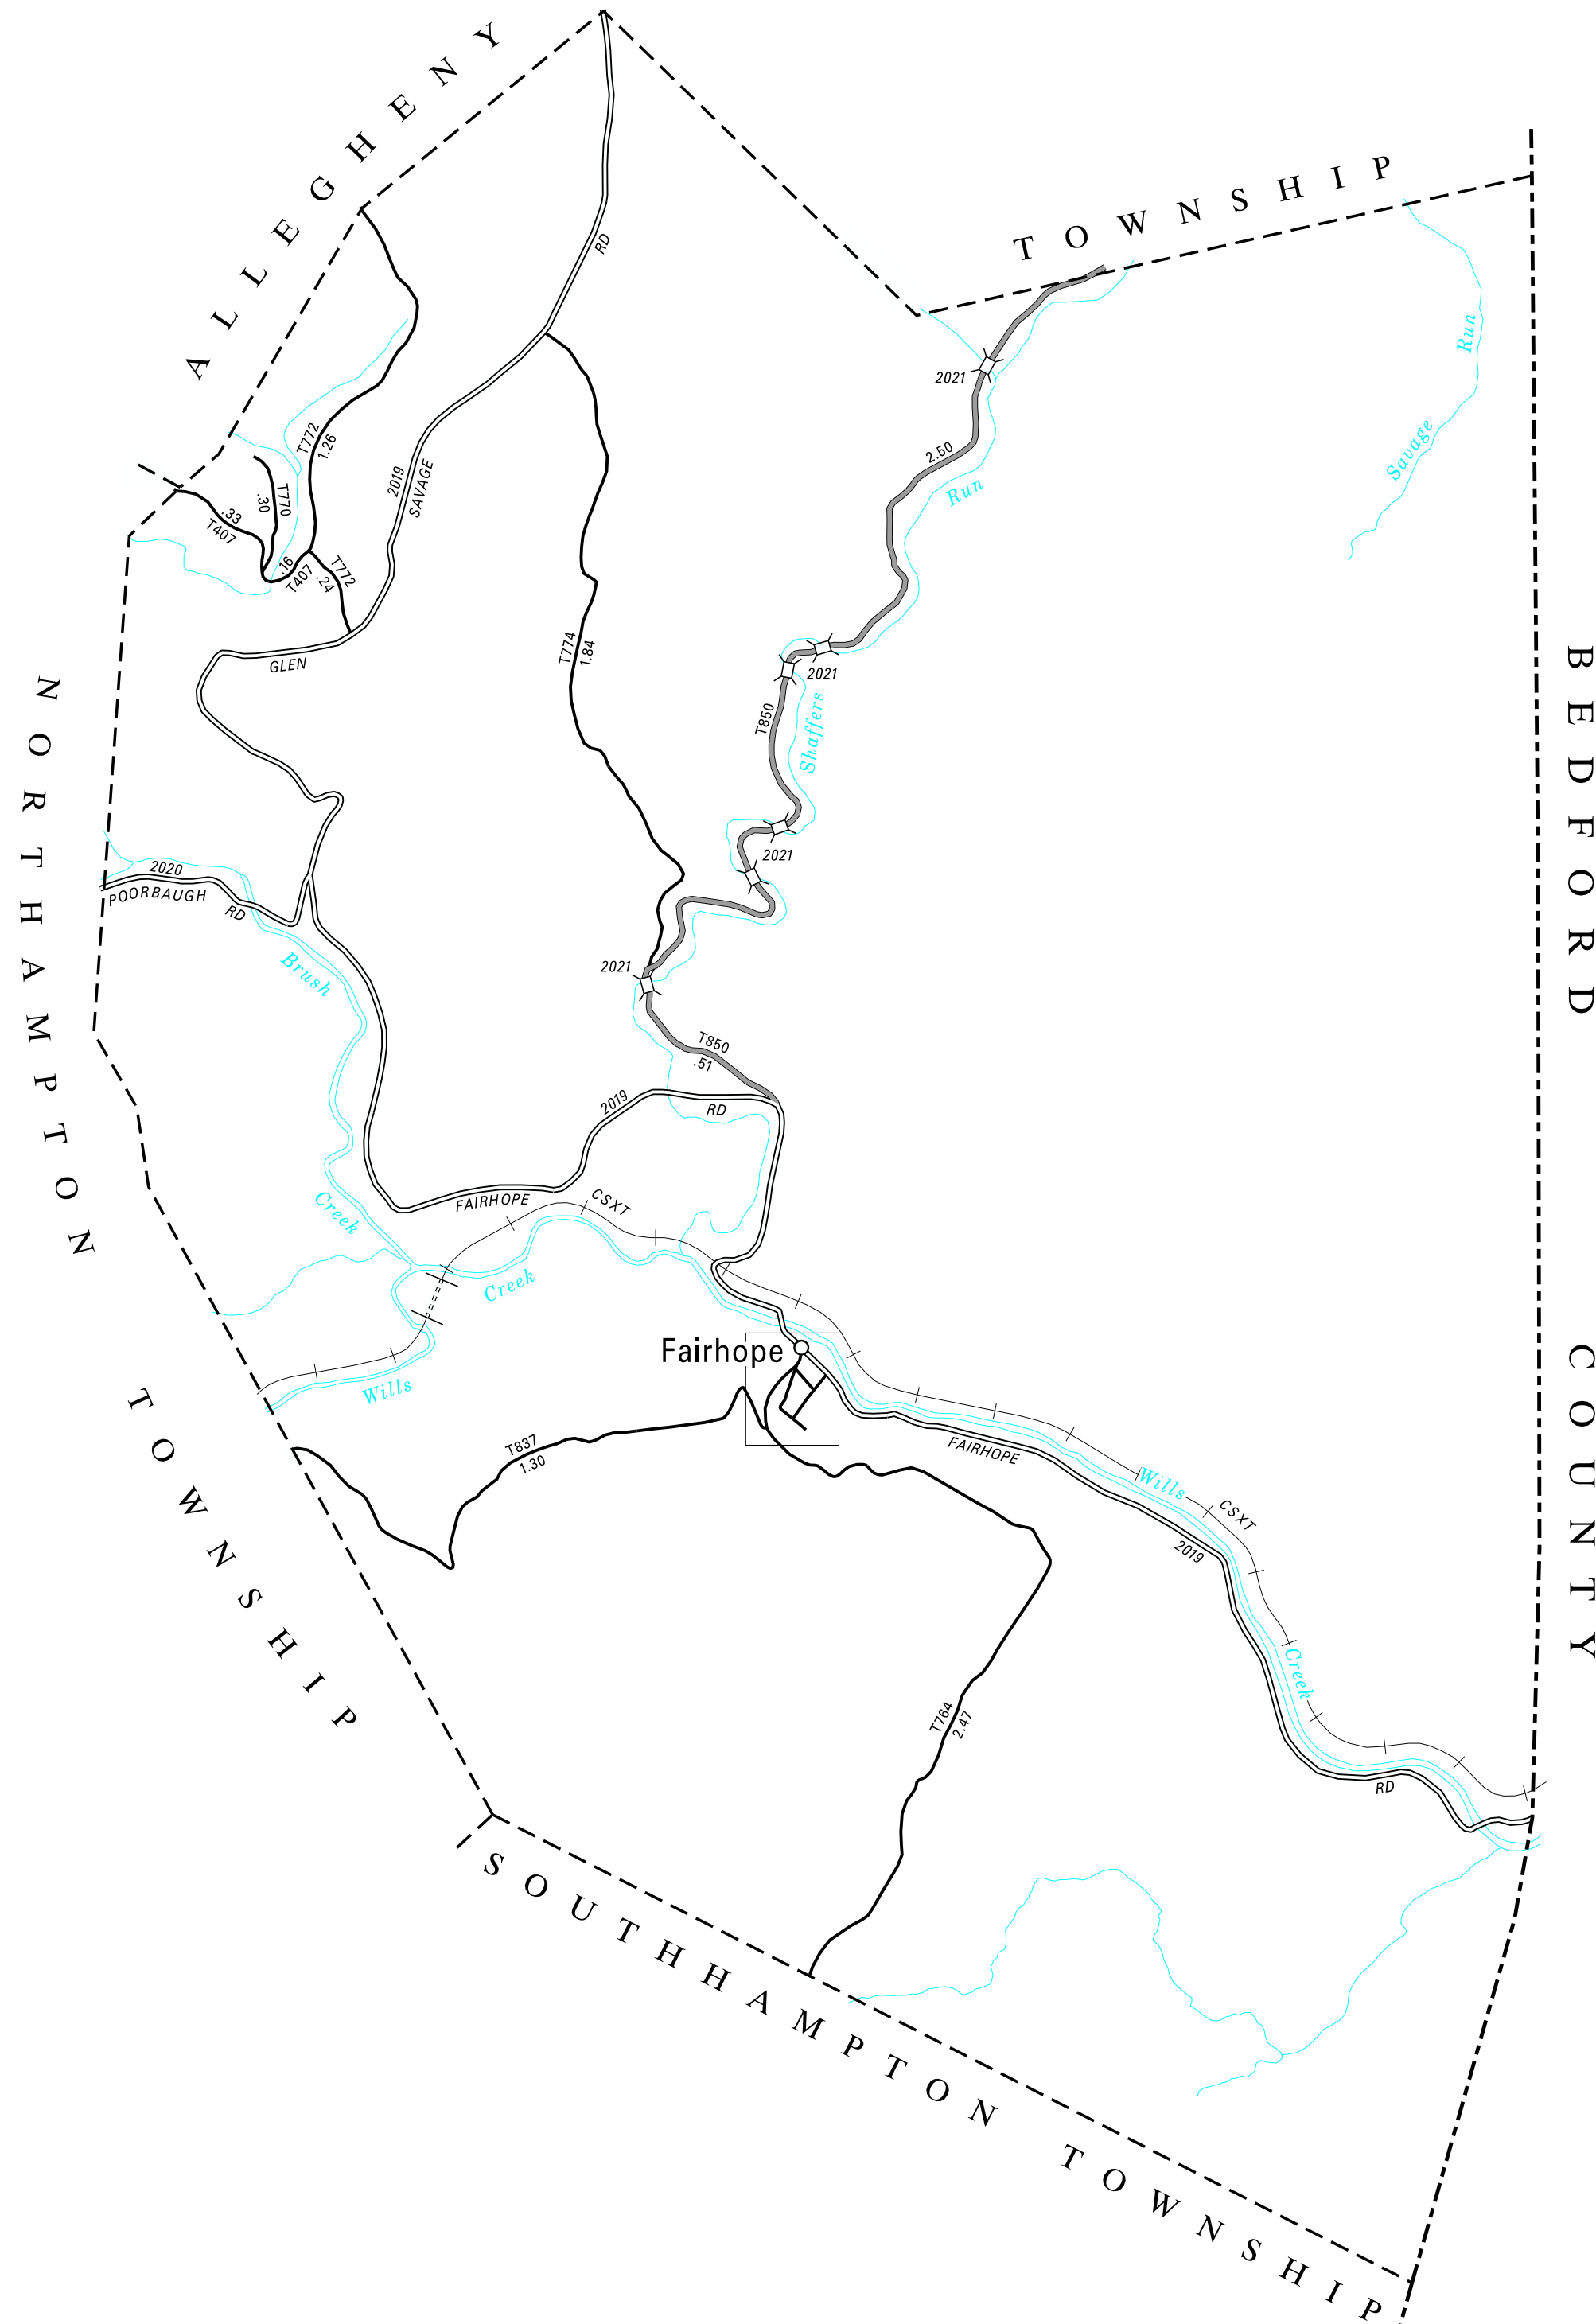 ALLEGHENY
TOWNSHIP
RD
2021
Run
2.50
Run
Savage
T772
1.26
2019
SAVAGE
T770
.30
.33
T407
.16
T407
T772
.24
GLEN
T774
1.84
2021
T850
Shaffers
BEDFORD
COUNTY
NORTHAMPTON
TOWNSHIP
2020
POORBAUGH
RD
Brush
2021
2021
T850
.51
2019
RD
FAIRHOPE
CSXT
Creek
Creek
Wills
Fairhope
T837
1.30
FAIRHOPE
Wills
CSXT
2019
Creek
RD
T764
2.47
SOUTHHAMPTON TOWNSHIP